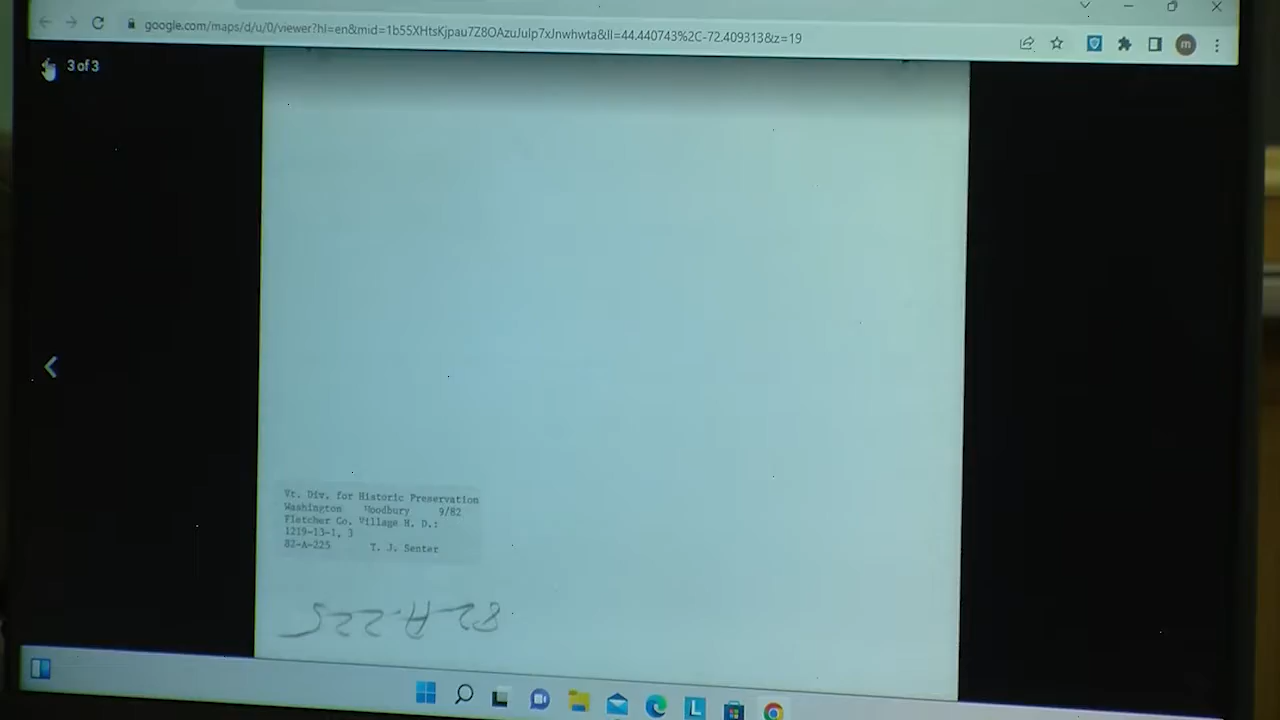 google.com/maps/d/u/0/viewer?hl=en&mid=1b55XHtsKjpau7Z8OAzuJulp7xJnwhwta&ll=44.440743%2C-72.409313&z=19
m
3 of 3
Vt. Div. for Historic Preservation
Washington Woodbury 9/82
Fletcher Co. Village H. D.:
1219-13-1, 3
82-A-225 T. J. Senter
82-A-225
L